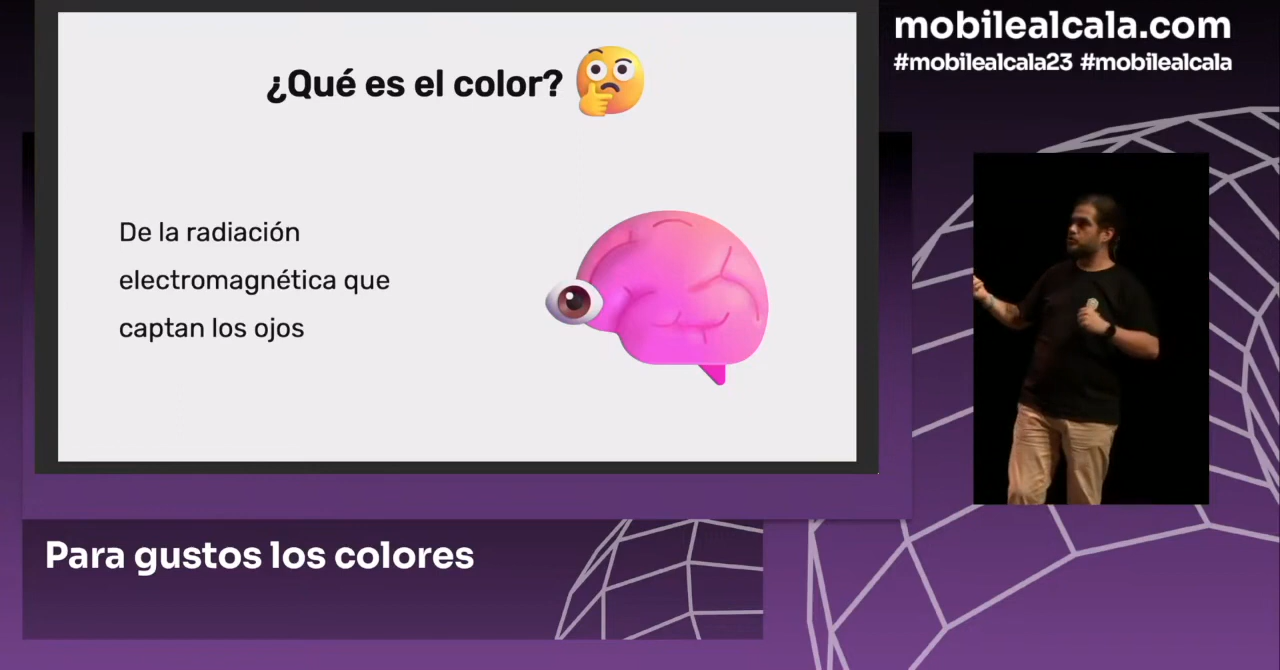 ¿Qué es el color?
De la radiación
electromagnética que
captan los ojos
mobilealcala.com
#mobilealcala23 #mobilealcala
Para gustos los colores